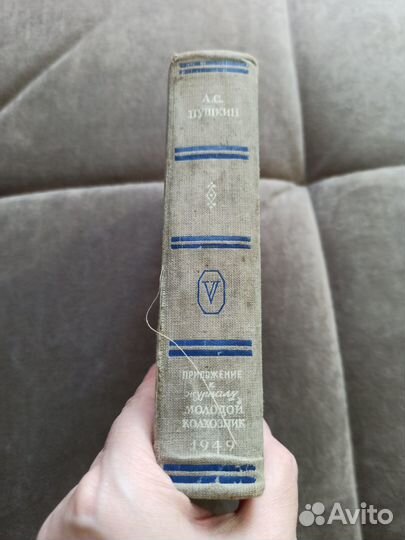 А.С.
ПУШКИН
V
ПРИЛОЖЕНИЕ
к
журналу
МОЛОДОЙ
КОЛХОЗНИК
1949
Avito